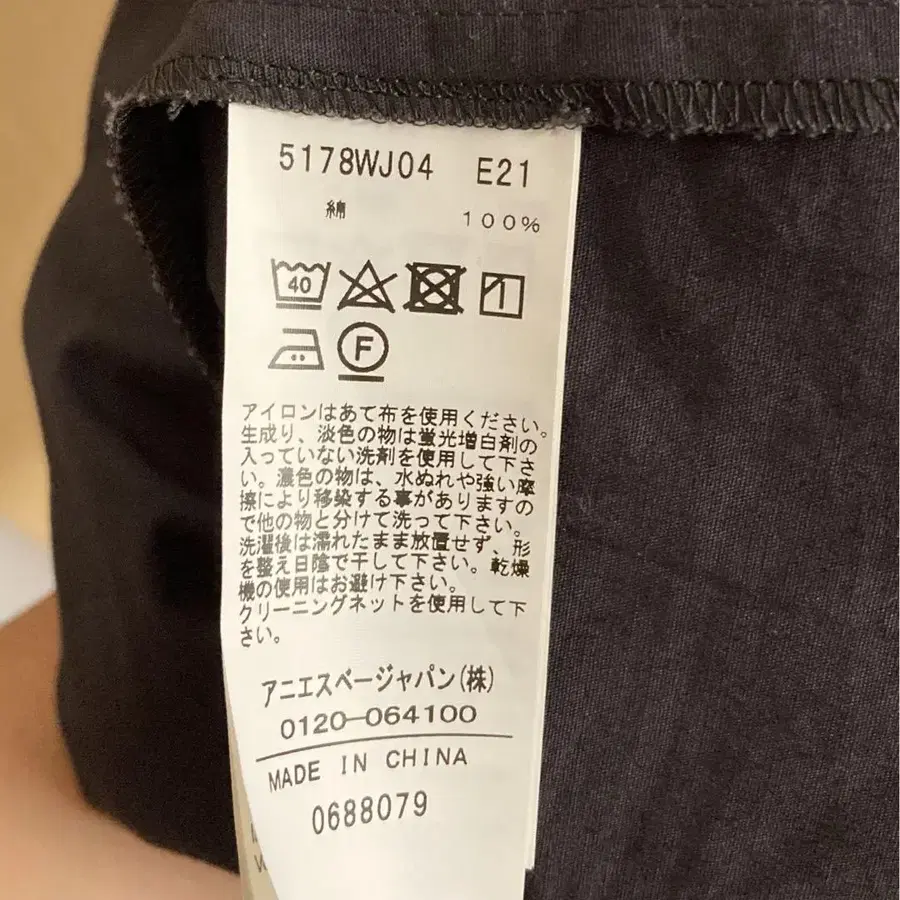 5178WJ04 E21
綿 100%
40
F
アイロンはあて布を使用ください。
生成り、淡色の物は蛍光増白剤の
入っていない洗剤を使用して下さ
い。濃色の物は、水ぬれや強い摩
擦により移染する事がありますの
で他の物と分けて洗って下さい。
洗濯後は濡れたまま放置せず、形
を整え日陰で干して下さい。乾燥
機の使用はお避け下さい。
クリーニングネットを使用して下
さい。
アニエスベージャパン(株)
0120-064100
MADE IN CHINA
0688079